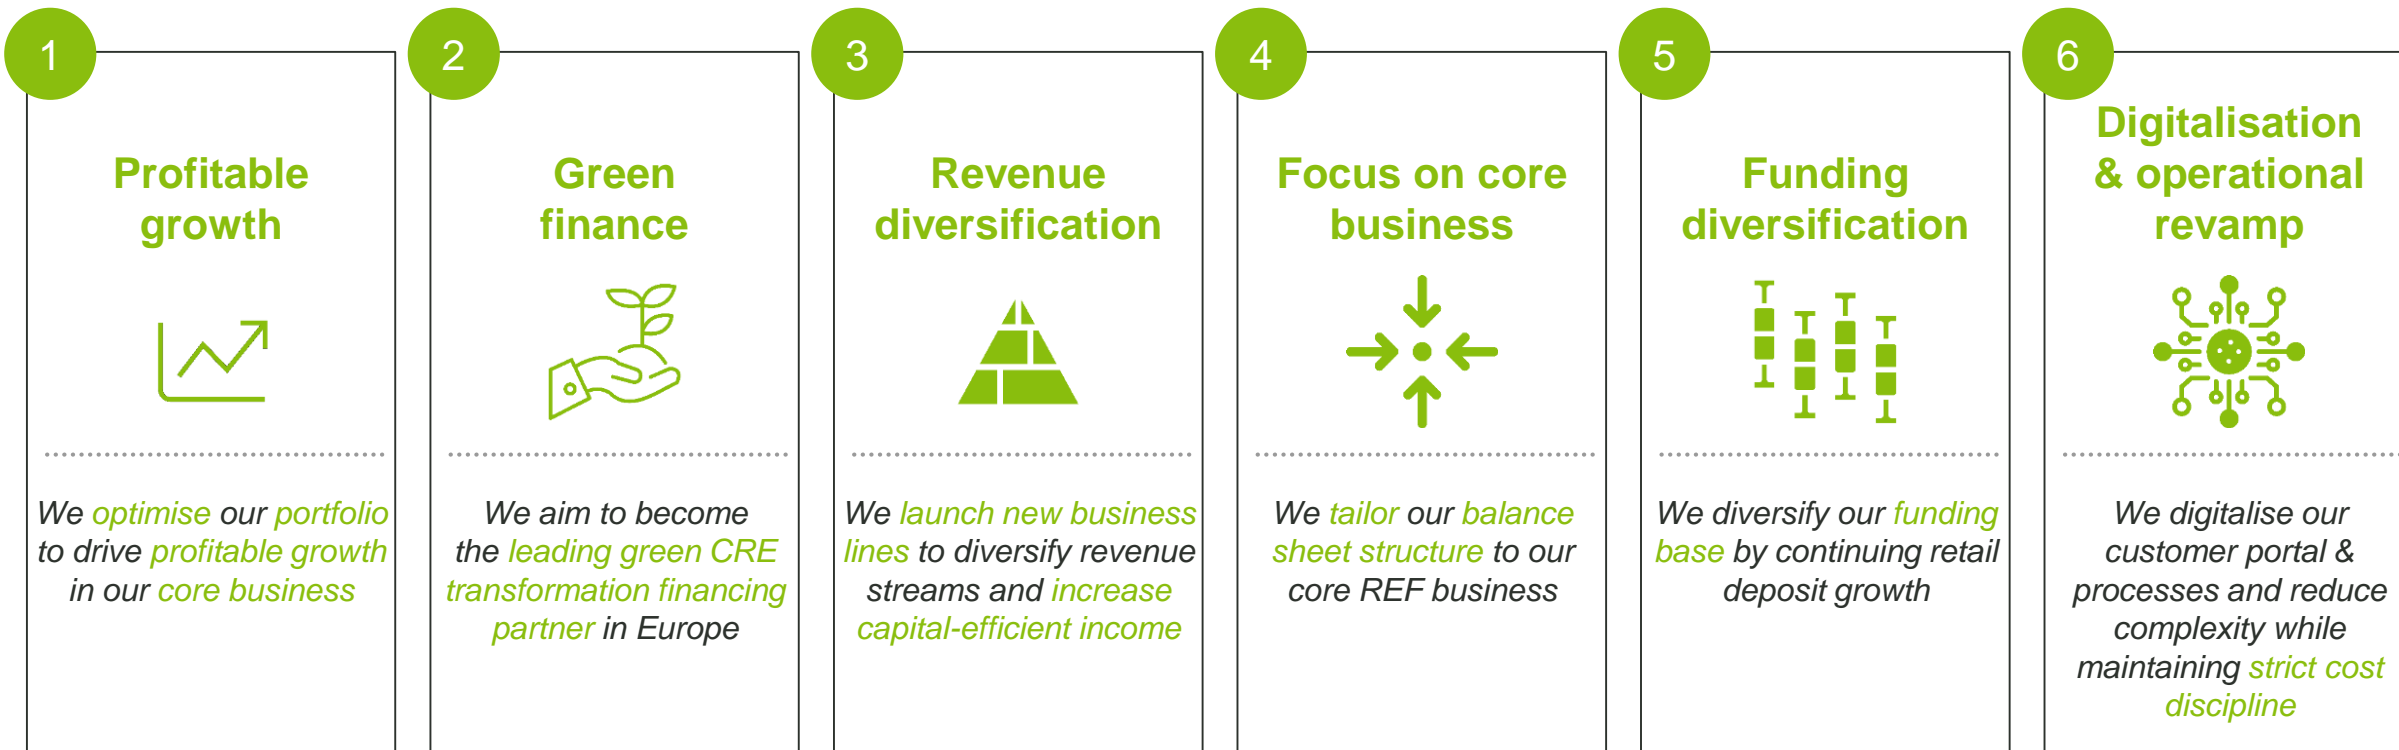 1
Profitable
growth
We optimise our portfolio
to drive profitable growth
in our core business
2
Green
finance
We aim to become
the leading green CRE
transformation financing
partner in Europe
3
Revenue
diversification
We launch new business
lines to diversify revenue
streams and increase
capital-efficient income
4
Focus on core
business
We tailor our balance
sheet structure to our
core REF business
5
Funding
diversification
We diversify our funding
base by continuing retail
deposit growth
6
Digitalisation
& operational
revamp
We digitalise our
customer portal &
processes and reduce
complexity while
maintaining strict cost
discipline